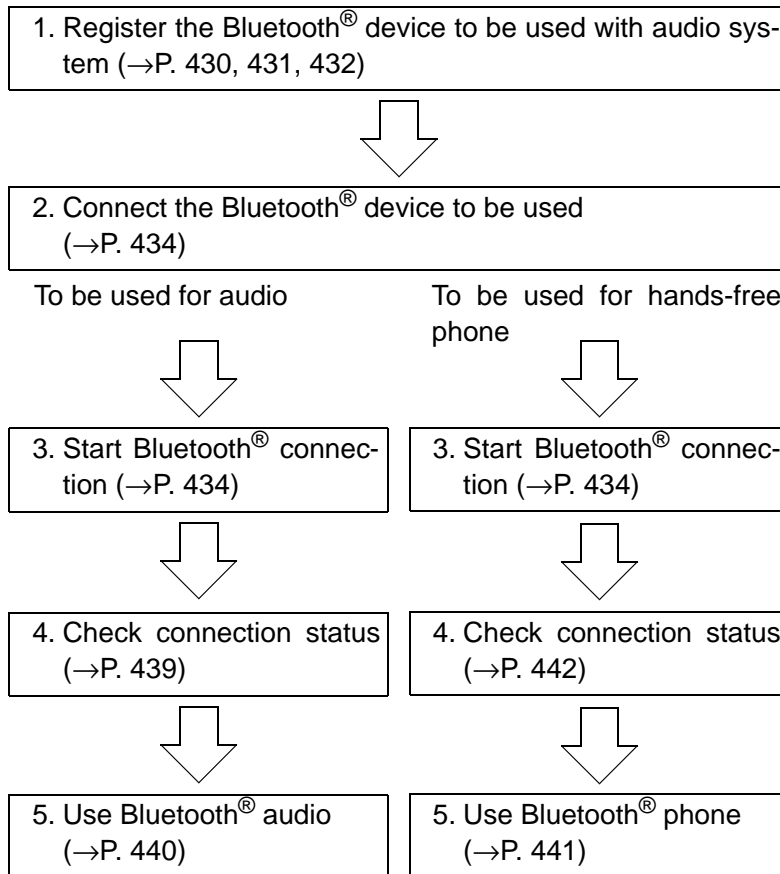 1. Register the Bluetooth® device to be used with audio sys-
tem (→P. 430, 431, 432)
2. Connect the Bluetooth® device to be used
(→P. 434)
To be used for audio
To be used for hands-free
phone
3. Start Bluetooth® connec-
tion (→P. 434)
3. Start Bluetooth® connec-
tion (→P. 434)
4. Check connection status
(→P. 439)
4. Check connection status
(→P. 442)
5. Use Bluetooth® audio
(→P. 440)
5. Use Bluetooth® phone
(→P. 441)